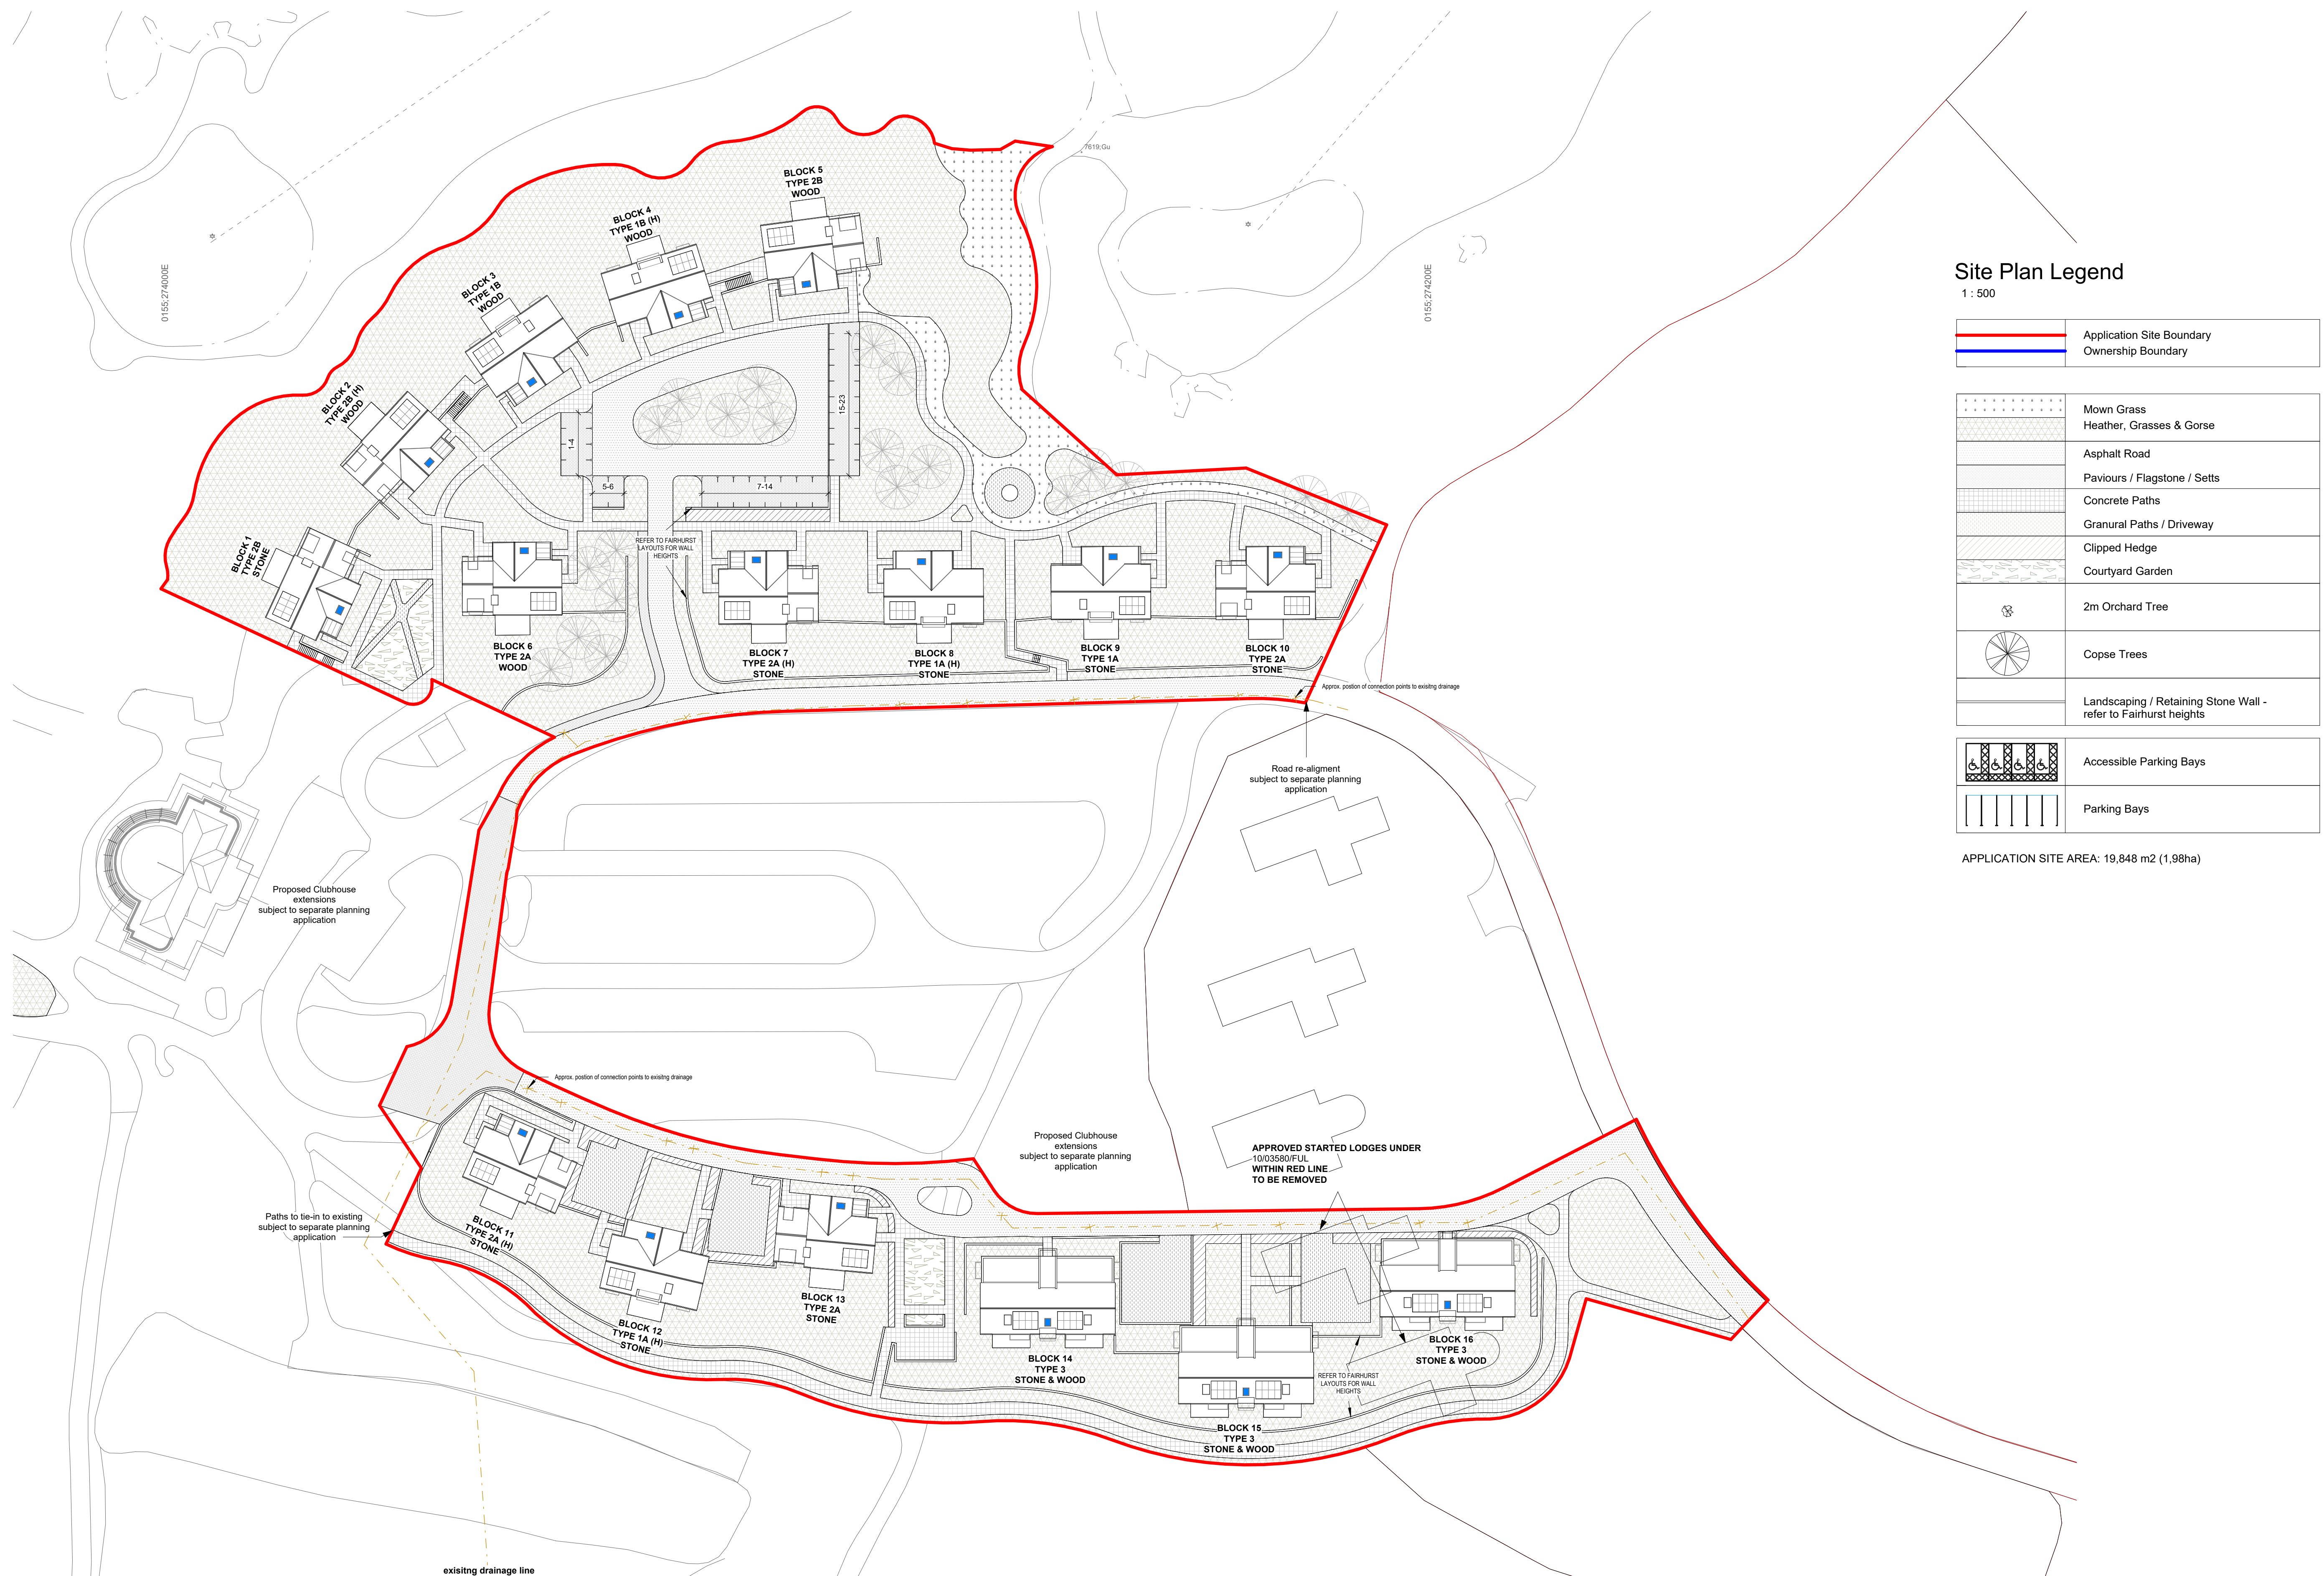 7619;Gu
BLOCK 5
TYPE 2B
WOOD
BLOCK 4
TYPE 1B (H)
WOOD
BLOCK 3
TYPE 1B
WOOD
BLOCK 2
TYPE 2B (H)
WOOD
BLOCK 1
TYPE 2B
STONE
0155;274000E
0155;274200E
15-23
1-4
5-6
7-14
REFER TO FAIRHURST
LAYOUTS FOR WALL
HEIGHTS
BLOCK 6
TYPE 2A
WOOD
BLOCK 7
TYPE 2A (H)
STONE
BLOCK 8
TYPE 1A (H)
STONE
BLOCK 9
TYPE 1A
STONE
BLOCK 10
TYPE 2A
STONE
Approx. postion of connection points to exisitng drainage
Road re-aligment
subject to separate planning
application
Proposed Clubhouse
extensions
subject to separate planning
application
Approx. postion of connection points to exisitng drainage
Proposed Clubhouse
extensions
subject to separate planning
application
APPROVED STARTED LODGES UNDER
10/03580/FUL
WITHIN RED LINE
TO BE REMOVED
Paths to tie-in to existing
subject to separate planning
application
BLOCK 11
TYPE 2A (H)
STONE
BLOCK 12
TYPE 1A (H)
STONE
BLOCK 13
TYPE 2A
STONE
BLOCK 14
TYPE 3
STONE & WOOD
BLOCK 15
TYPE 3
STONE & WOOD
BLOCK 16
TYPE 3
STONE & WOOD
REFER TO FAIRHURST
LAYOUTS FOR WALL
HEIGHTS
exisitng drainage line
Site Plan Legend
1 : 500
Application Site Boundary
Ownership Boundary
Mown Grass
Heather, Grasses & Gorse
Asphalt Road
Paviours / Flagstone / Setts
Concrete Paths
Granural Paths / Driveway
Clipped Hedge
Courtyard Garden
2m Orchard Tree
Copse Trees
Landscaping / Retaining Stone Wall -
refer to Fairhurst heights
Accessible Parking Bays
Parking Bays
APPLICATION SITE AREA: 19,848 m2 (1,98ha)